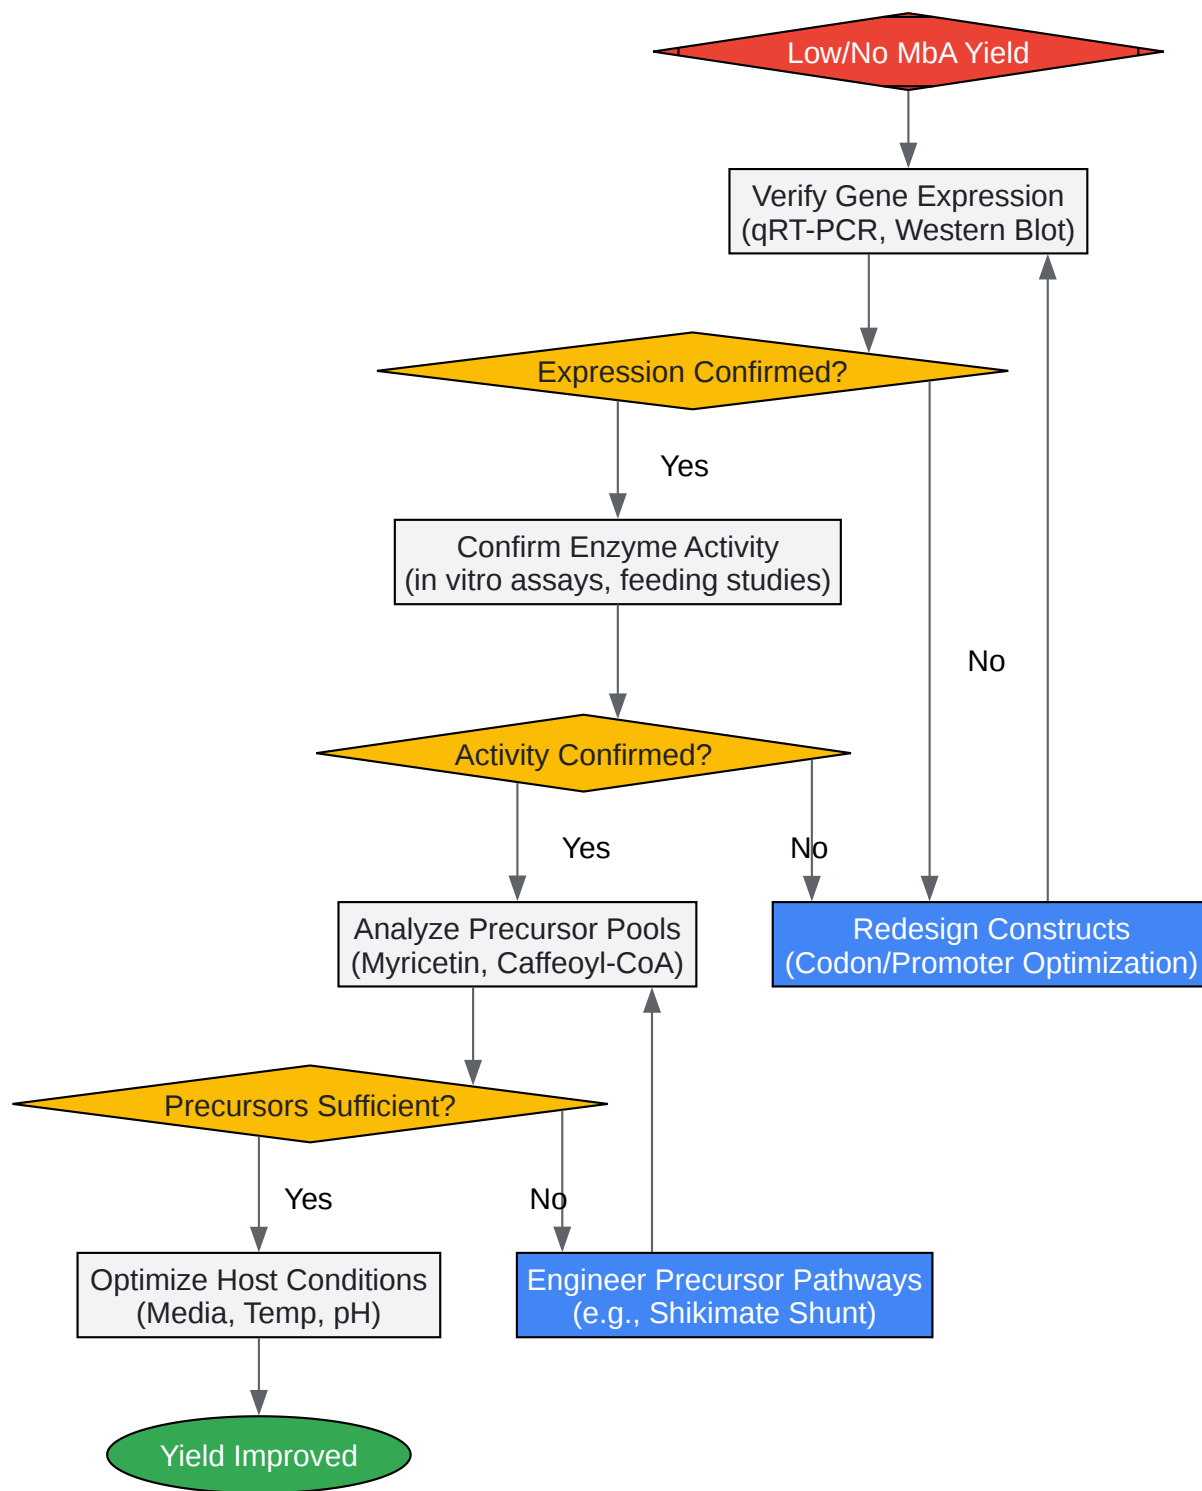 Low/No MbA Yield
Verify Gene Expression
(qRT-PCR, Western Blot)
Expression Confirmed?
Yes
Confirm Enzyme Activity
(in vitro assays, feeding studies)
No
Activity Confirmed?
Yes
No
Analyze Precursor Pools
(Myricetin, Caffeoyl-CoA)
Redesign Constructs
(Codon/Promoter Optimization)
Precursors Sufficient?
Yes
No
Optimize Host Conditions
(Media, Temp, pH)
Engineer Precursor Pathways
(e.g., Shikimate Shunt)
Yield Improved